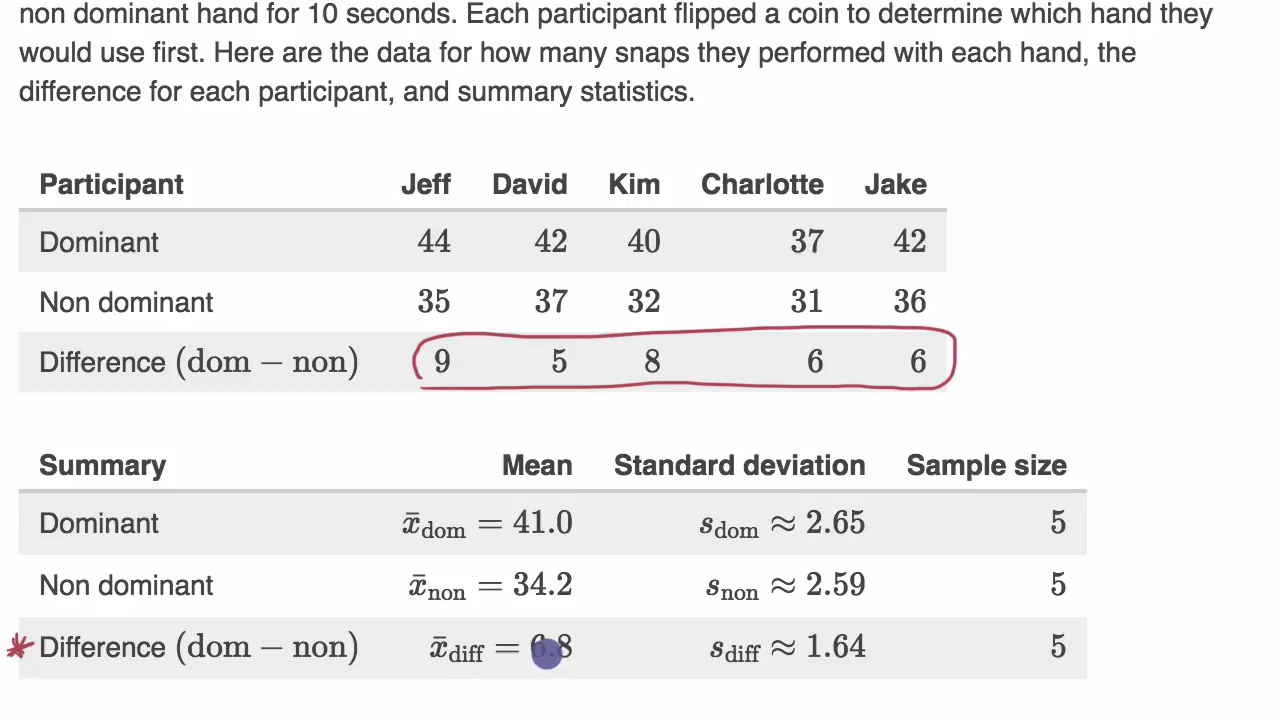 non dominant hand for 10 seconds. Each participant flipped a coin to determine which hand they
would use first. Here are the data for how many snaps they performed with each hand, the
difference for each participant, and summary statistics.
Participant Jeff David Kim Charlotte Jake
Dominant 44 42 40 37 42
Non dominant 35 37 32 31 36
Difference (dom − non) 9 5 8 6 6
Summary Mean Standard deviation Sample size
Dominant x̄dom = 41.0 sdom ≈ 2.65 5
Non dominant x̄non = 34.2 snon ≈ 2.59 5
* Difference (dom − non) x̄diff = 6.8 sdiff ≈ 1.64 5